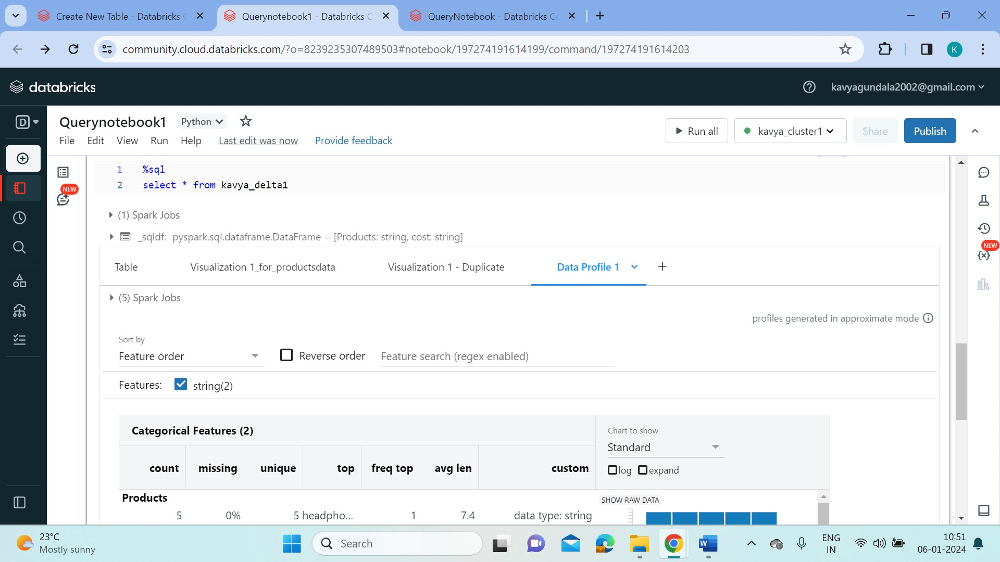 Create New Table - Databricks C
Querynotebook1 - Databricks C
QueryNotebook - Databricks Co
community.cloud.databricks.com/?o=8239235307489503#notebook/197274191614199/command/197274191614203
K
databricks
kavyagundala2002@gmail.com
D
Querynotebook1
Python
File Edit View Run Help Last edit was now Provide feedback
Run all
kavya_cluster1
Share
Publish
NEW
1 %sql
2 select * from kavya_delta1
(1) Spark Jobs
_sqldf: pyspark.sql.dataframe.DataFrame = [Products: string, cost: string]
NEW
Table Visualization 1_for_productsdata Visualization 1 - Duplicate Data Profile 1 +
(5) Spark Jobs
profiles generated in approximate mode
Sort by
Feature order
Reverse order
Feature search (regex enabled)
Features: string(2)
Categorical Features (2)
Chart to show
Standard
log expand
count missing unique top freq top avg len custom
Products
SHOW RAW DATA
5 0% 5 headpho... 1 7.4 data type: string
23°C
Mostly sunny
Search
ENG
IN
10:51
06-01-2024